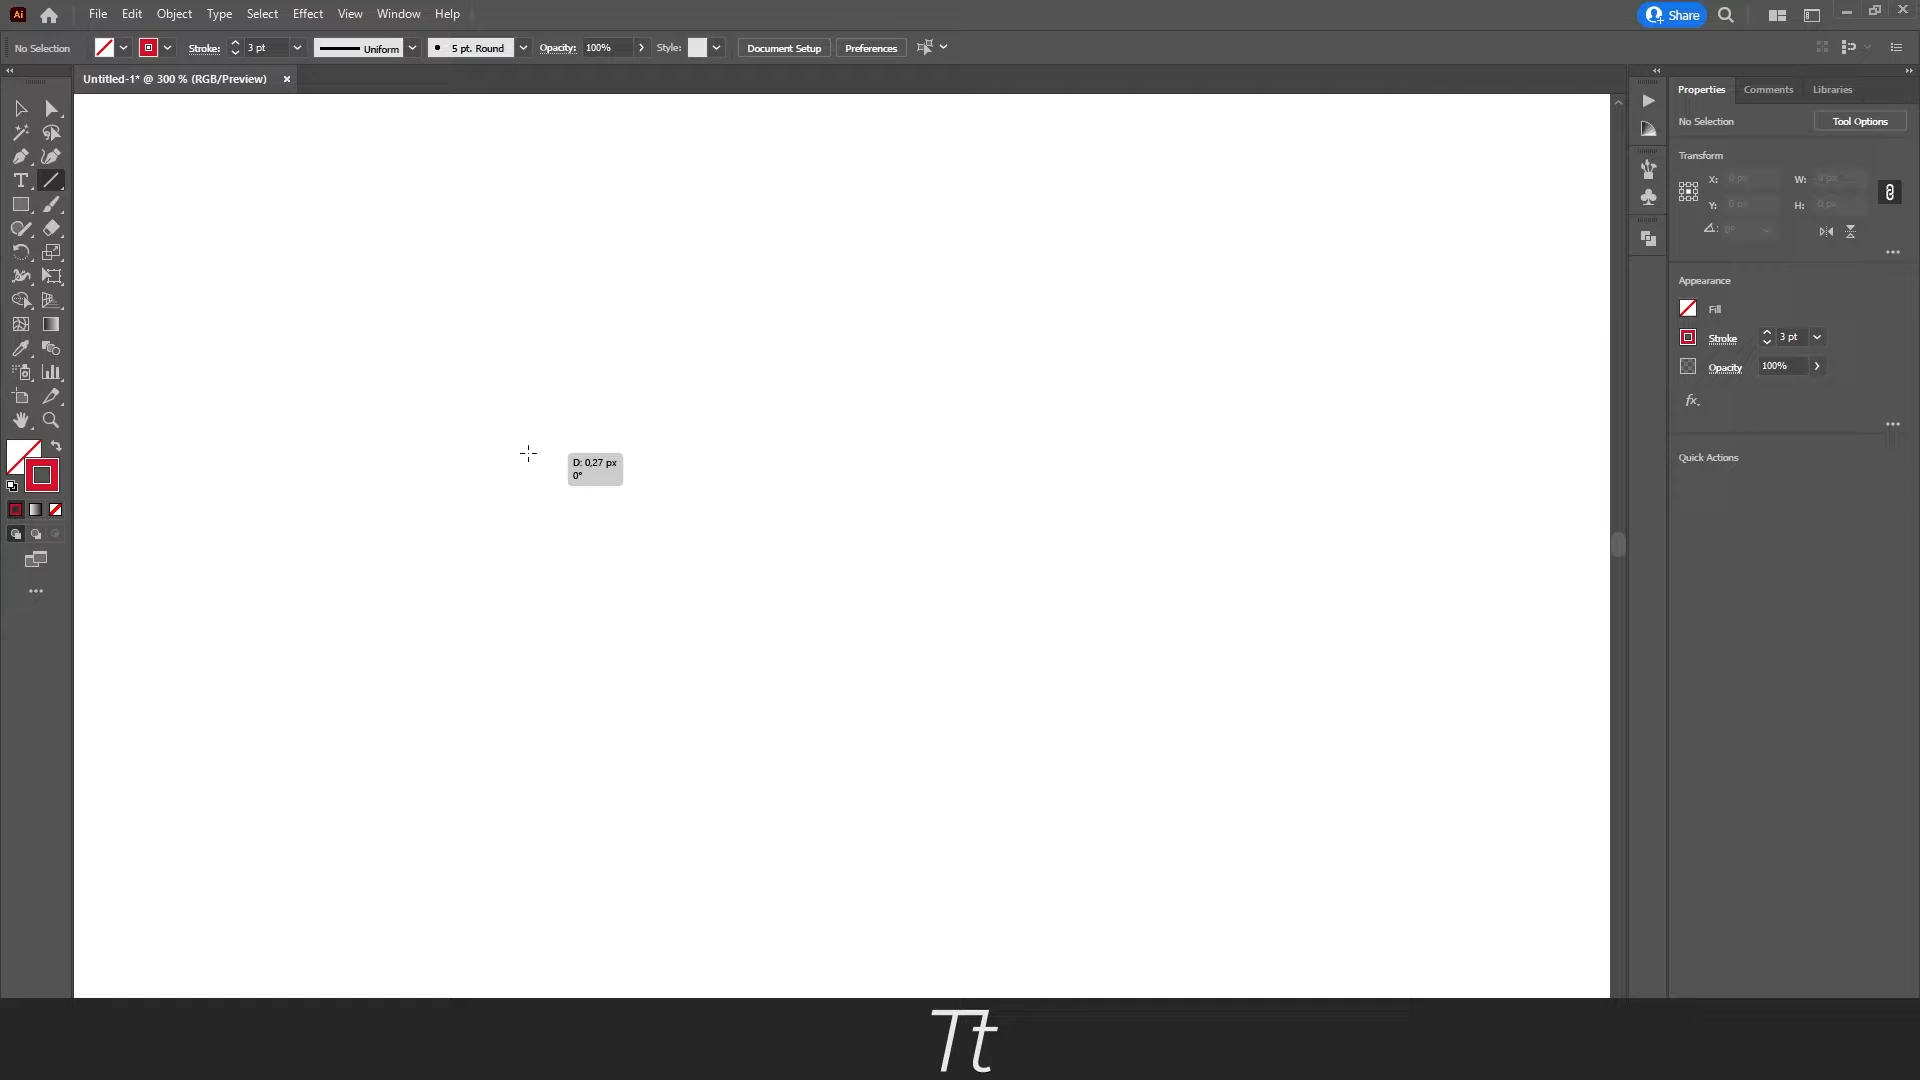 Ai File Edit Object Type Select Effect View Window Help Share
No Selection Stroke: 3 pt Uniform 5 pt. Round Opacity: 100% Style: Document Setup Preferences
Untitled-1* @ 300 % (RGB/Preview) ×
Properties Comments Libraries
No Selection Tool Options
Transform
X: 0 px W: 0 px
Y: 0 px H: 0 px
0°
Appearance
Fill
Stroke 3 pt
Opacity 100%
fx.
Quick Actions
D: 0,27 px
0°
Tt